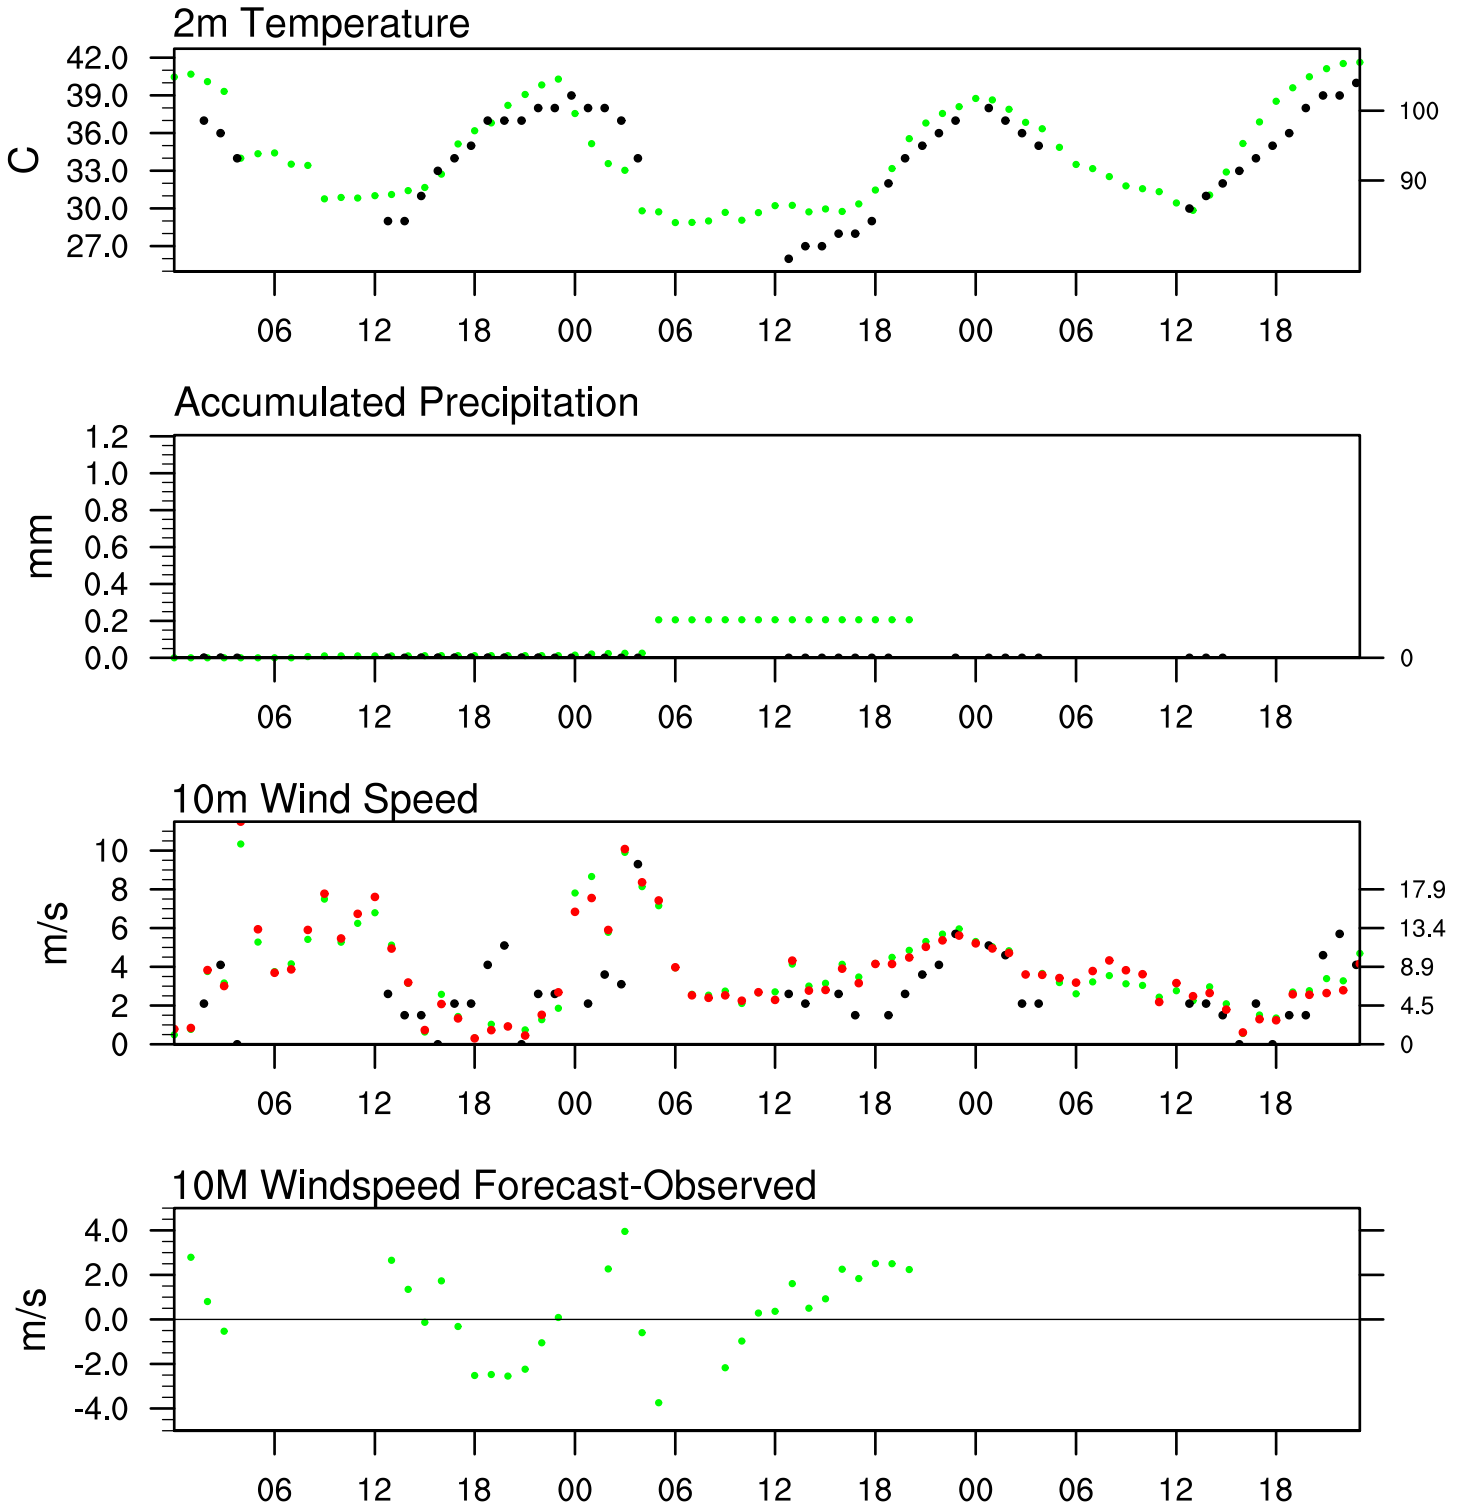 2m Temperature
42.0
39.0
36.0
33.0
30.0
27.0
C
100
90
06 12 18 00 06 12 18 00 06 12 18
Accumulated Precipitation
1.2
1.0
0.8
0.6
0.4
0.2
0.0
mm
0
06 12 18 00 06 12 18 00 06 12 18
10m Wind Speed
10
8
6
4
2
0
m/s
17.9
13.4
8.9
4.5
0
06 12 18 00 06 12 18 00 06 12 18
10M Windspeed Forecast-Observed
4.0
2.0
0.0
-2.0
-4.0
m/s
06 12 18 00 06 12 18 00 06 12 18